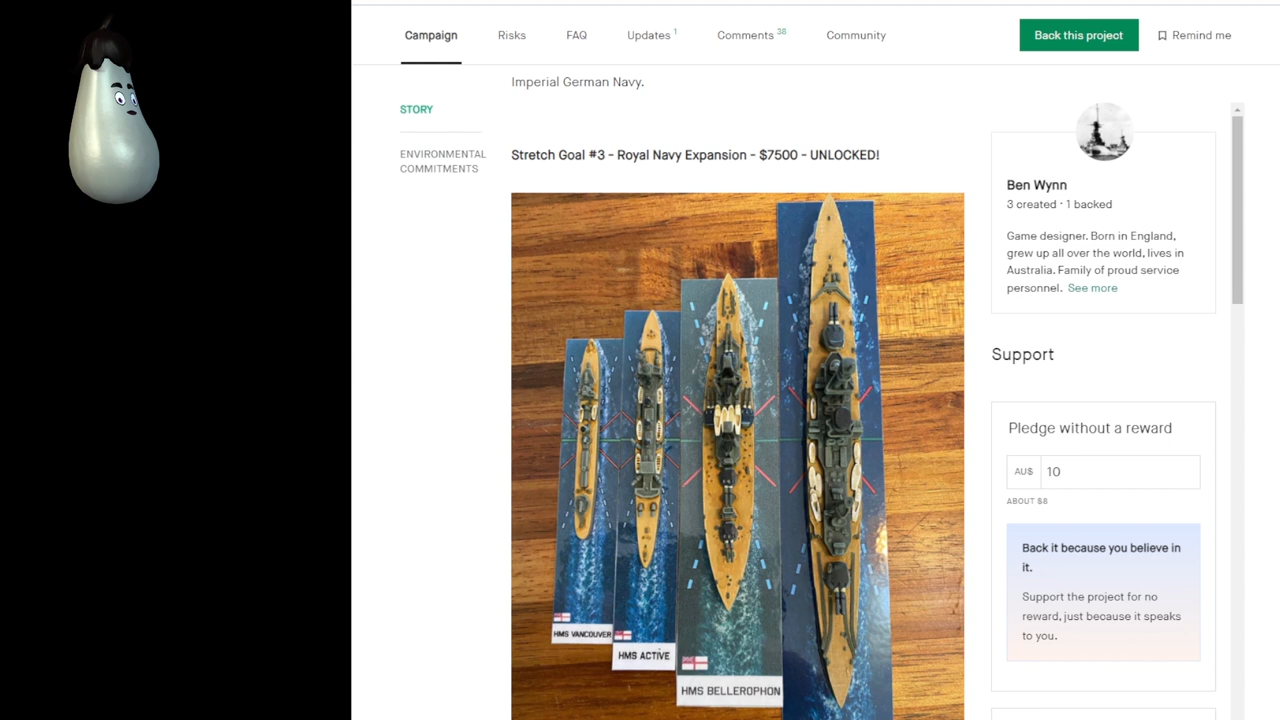 Campaign
Risks
FAQ
Updates 1
Comments 38
Community
Back this project
Remind me
Imperial German Navy.
STORY
ENVIRONMENTAL
COMMITMENTS
Stretch Goal #3 - Royal Navy Expansion - $7500 - UNLOCKED!
HMS VANCOUVER
HMS ACTIVE
HMS BELLEROPHON
Ben Wynn
3 created · 1 backed
Game designer. Born in England,
grew up all over the world, lives in
Australia. Family of proud service
personnel. See more
Support
Pledge without a reward
AU$ 10
ABOUT $8
Back it because you believe in
it.
Support the project for no
reward, just because it speaks
to you.